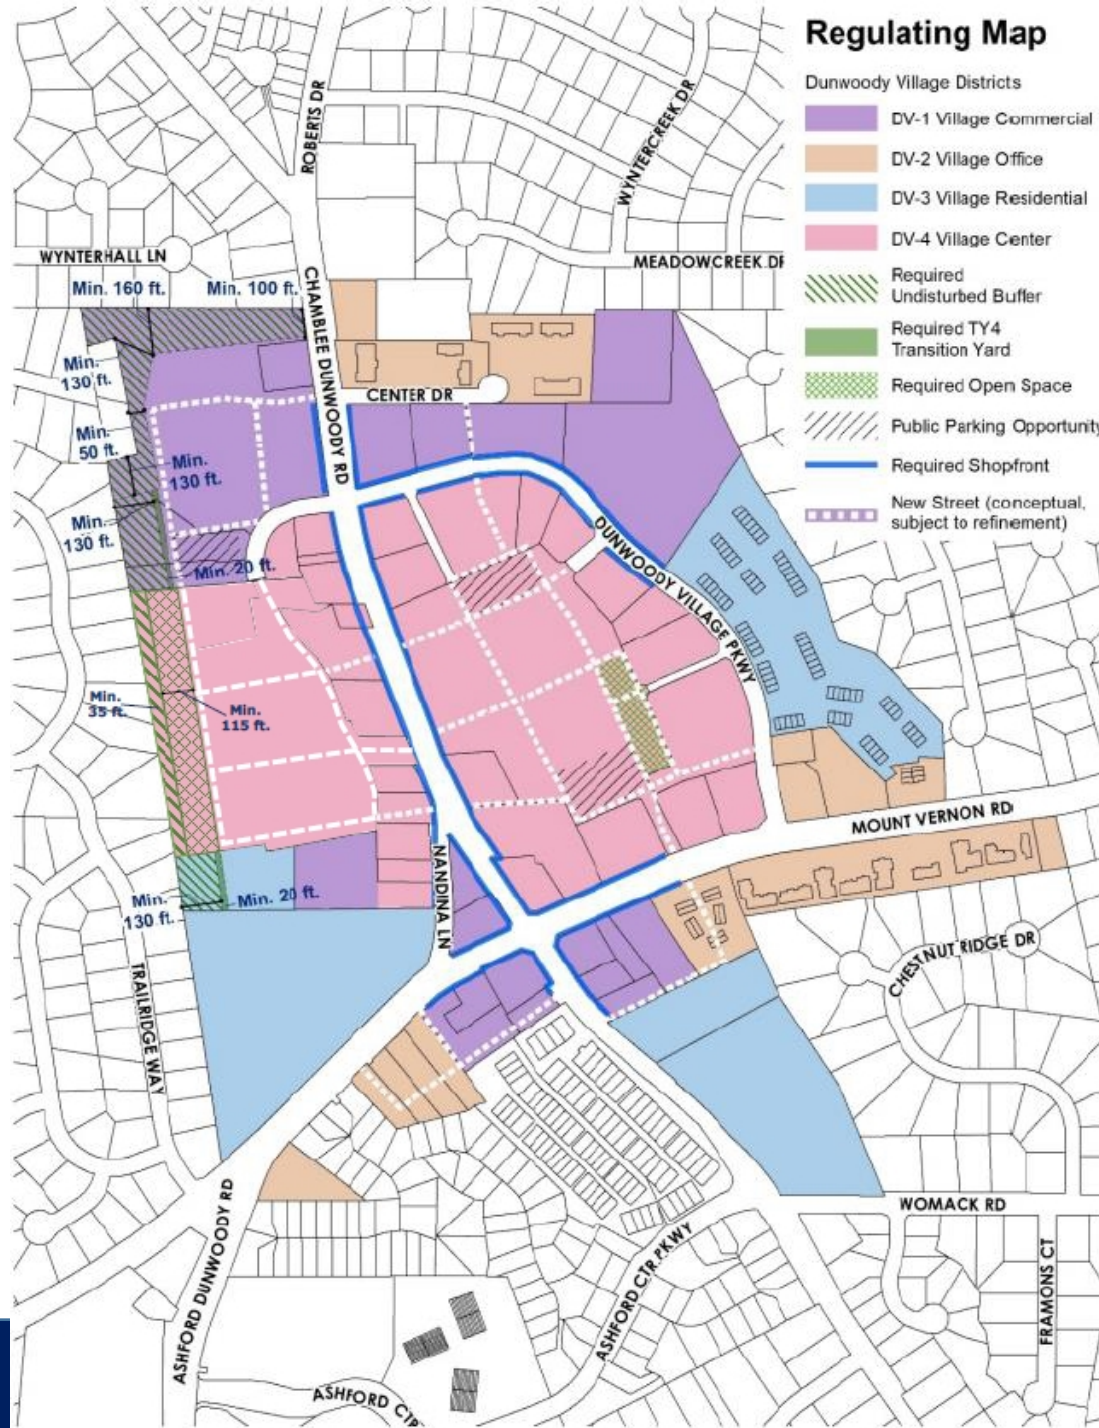 Regulating Map
Dunwoody Village Districts
DV-1 Village Commercial
DV-2 Village Office
DV-3 Village Residential
DV-4 Village Center
Required
Undisturbed Buffer
Required TY4
Transition Yard
Required Open Space
Public Parking Opportunity
Required Shopfront
New Street (conceptual,
subject to refinement)
ROBERTS DR
WYNTERCREEK DR
WYNTERHALL LN
MEADOWCREEK DR
Min. 160 ft.
Min. 100 ft.
CHAMBLEE DUNWOODY RD
Min.
130 ft.
CENTER DR
Min.
50 ft.
Min.
130 ft.
Min.
130 ft.
Min. 20 ft.
DUNWOODY VILLAGE PKWY
Min.
35 ft.
Min.
115 ft.
MOUNT VERNON RD
NANDINA LN
Min.
130 ft.
Min. 20 ft.
CHESTNUT RIDGE DR
TRAILRIDGE WAY
WOMACK RD
ASHFORD DUNWOODY RD
ASHFORD CTR PKWY
FRAMONS CT
ASHFORD CTR